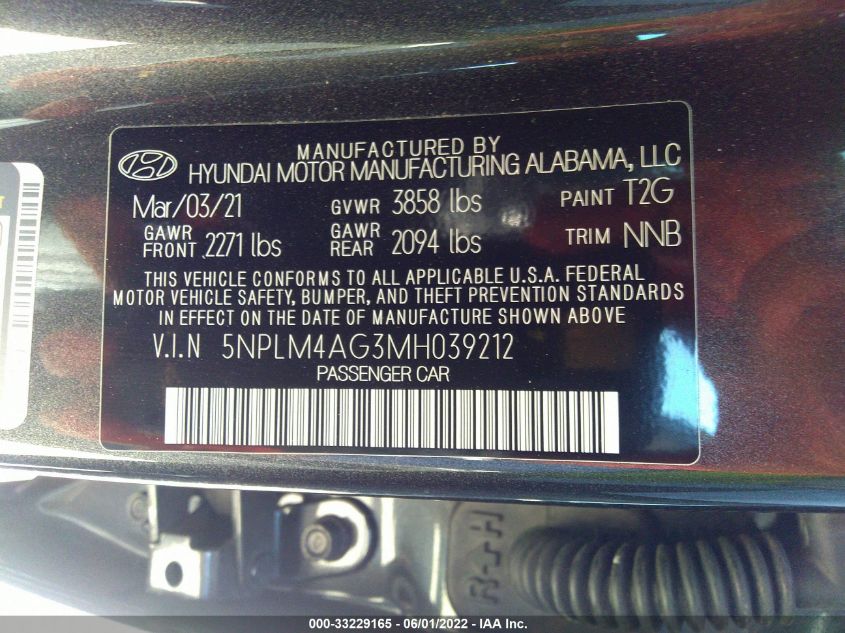 MANUFACTURED BY
HYUNDAI MOTOR MANUFACTURING ALABAMA, LLC
Mar/03/21 GVWR 3858 lbs PAINT T2G
GAWR FRONT 2271 lbs GAWR REAR 2094 lbs TRIM NNB
THIS VEHICLE CONFORMS TO ALL APPLICABLE U.S.A. FEDERAL
MOTOR VEHICLE SAFETY, BUMPER, AND THEFT PREVENTION STANDARDS
IN EFFECT ON THE DATE OF MANUFACTURE SHOWN ABOVE
V.I.N 5NPLM4AG3MH039212
PASSENGER CAR
000-33229165 - 06/01/2022 - IAA Inc.